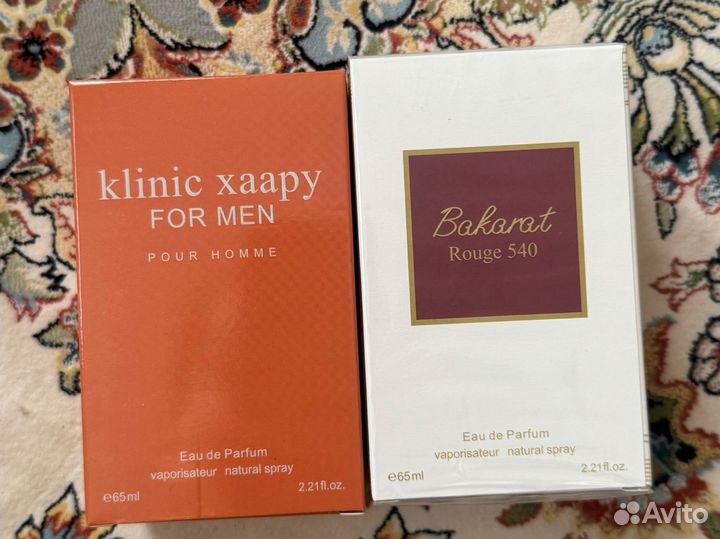 klinic xaapy
FOR MEN
POUR HOMME
Eau de Parfum
vaporisateur natural spray
℮65ml 2.21fl.oz.
Bakarat
Rouge 540
Eau de Parfum
vaporisateur natural spray
℮65ml 2.21fl.oz.
Avito